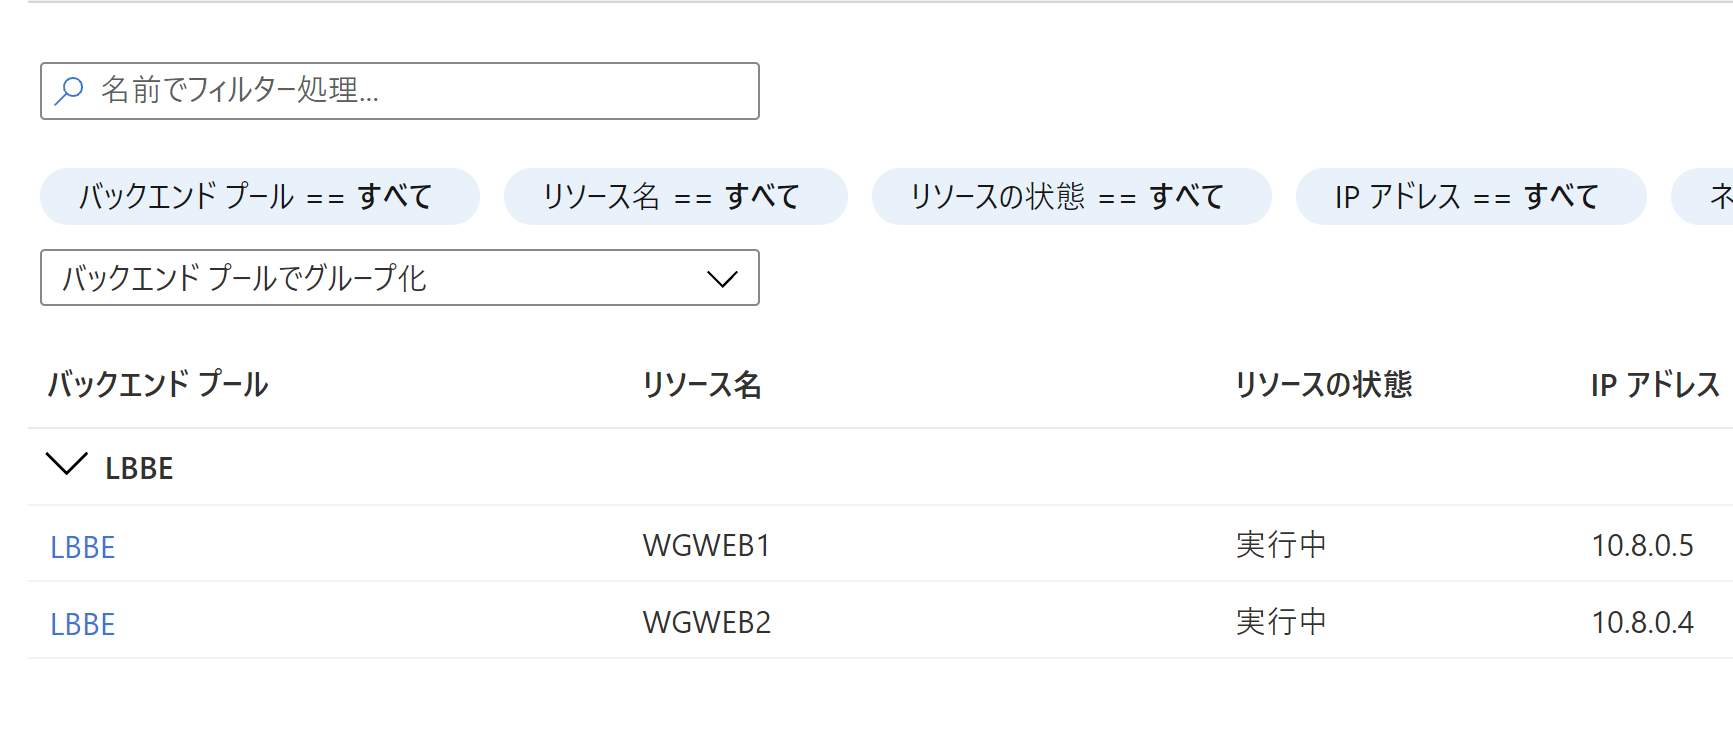 名前でフィルター処理...
バックエンド プール == すべて リソース名 == すべて リソースの状態 == すべて IP アドレス == すべて ネ
バックエンド プールでグループ化
バックエンド プール リソース名 リソースの状態 IP アドレス
LBBE
LBBE WGWEB1 実行中 10.8.0.5
LBBE WGWEB2 実行中 10.8.0.4